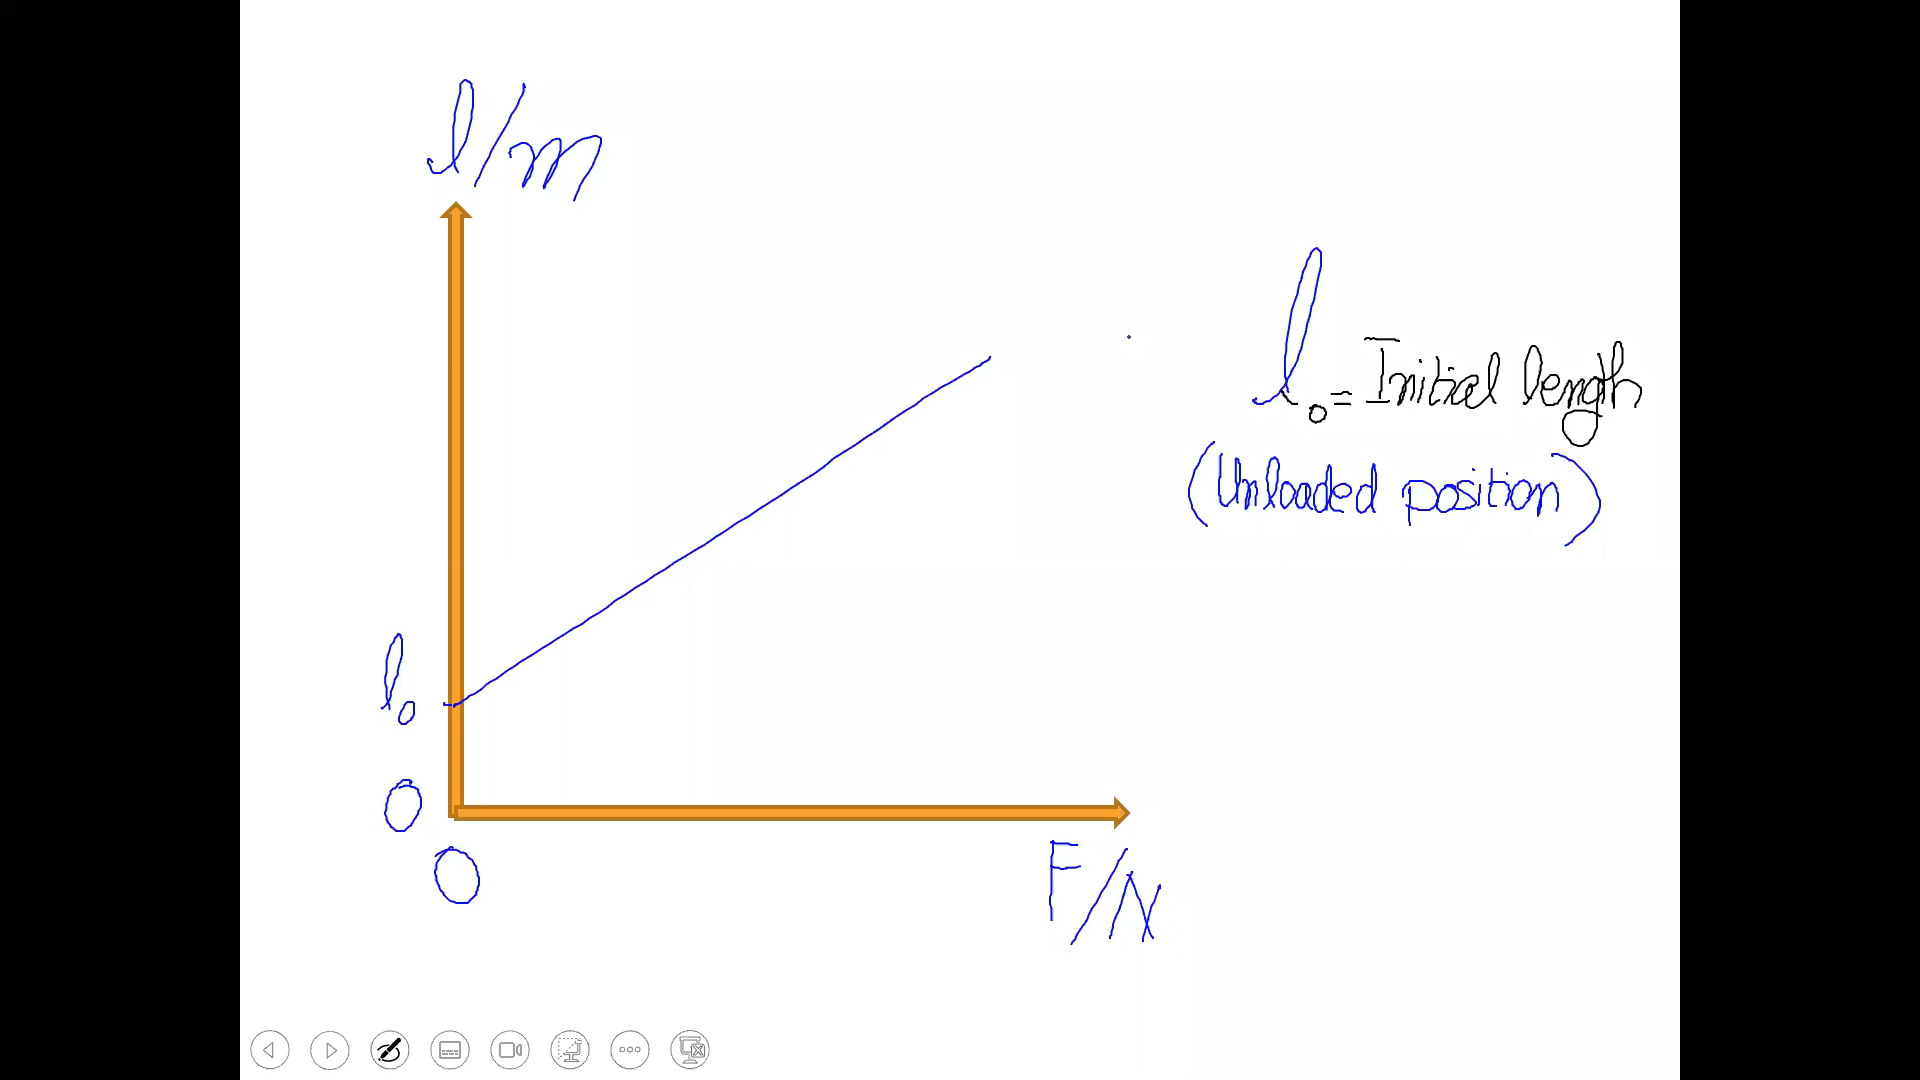 l/m
l₀ = Initial length
(Unloaded position)
l₀
0
0
F/N